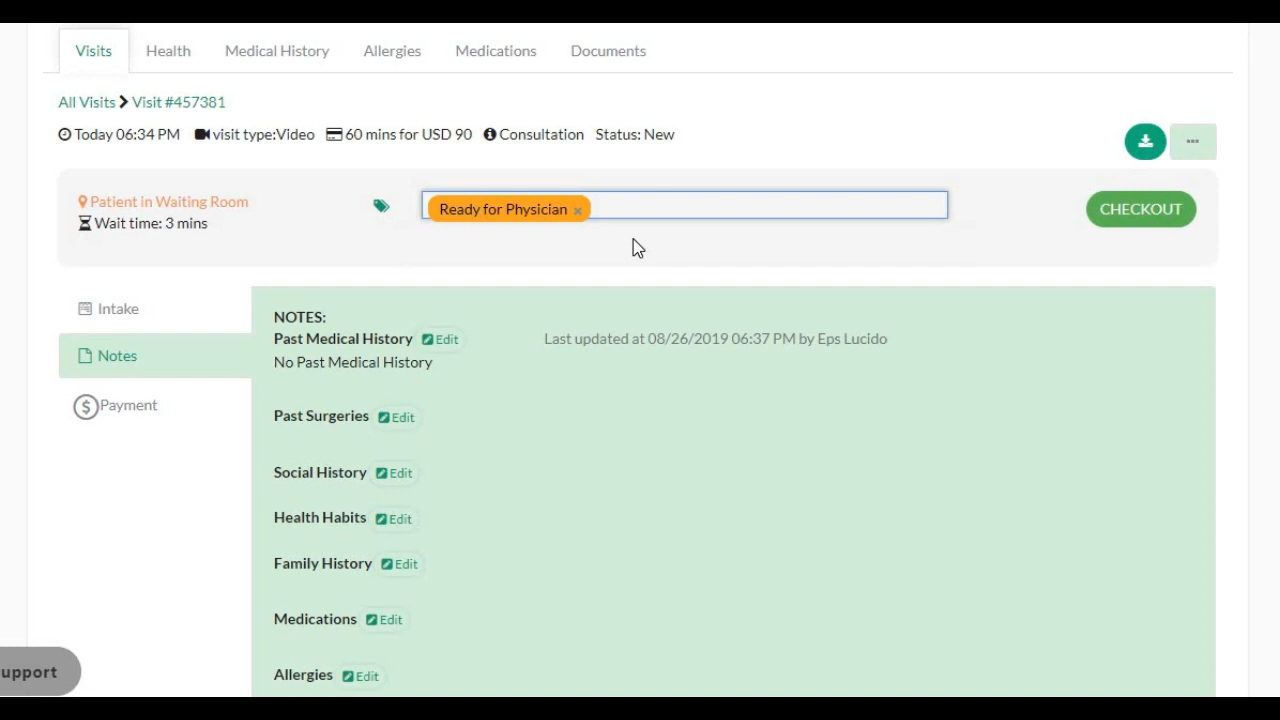 Visits Health Medical History Allergies Medications Documents
All Visits Visit #457381
Today 06:34 PM visit type:Video 60 mins for USD 90 Consultation Status: New
Patient in Waiting Room
Wait time: 3 mins
Ready for Physician ×
CHECKOUT
Intake
Notes
$ Payment
NOTES:
Past Medical History Edit Last updated at 08/26/2019 06:37 PM by Eps Lucido
No Past Medical History
Past Surgeries Edit
Social History Edit
Health Habits Edit
Family History Edit
Medications Edit
Allergies Edit
upport